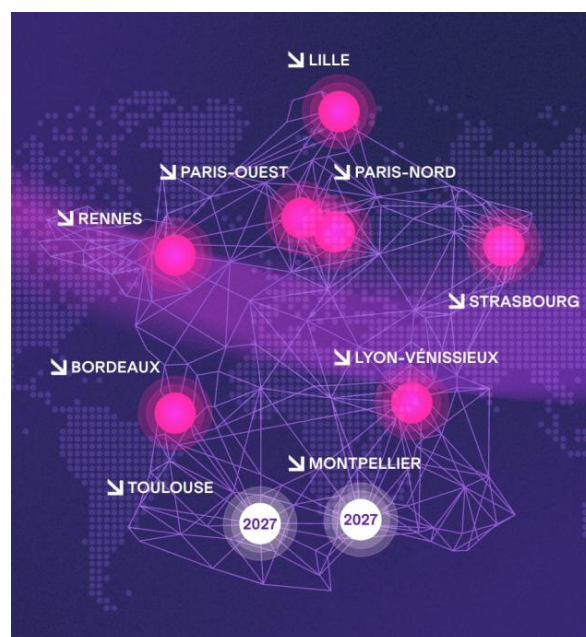 LILLE
PARIS-OUEST
PARIS-NORD
RENNES
STRASBOURG
BORDEAUX
LYON-VÉNISSIEUX
MONTPELLIER
TOULOUSE
2027
2027